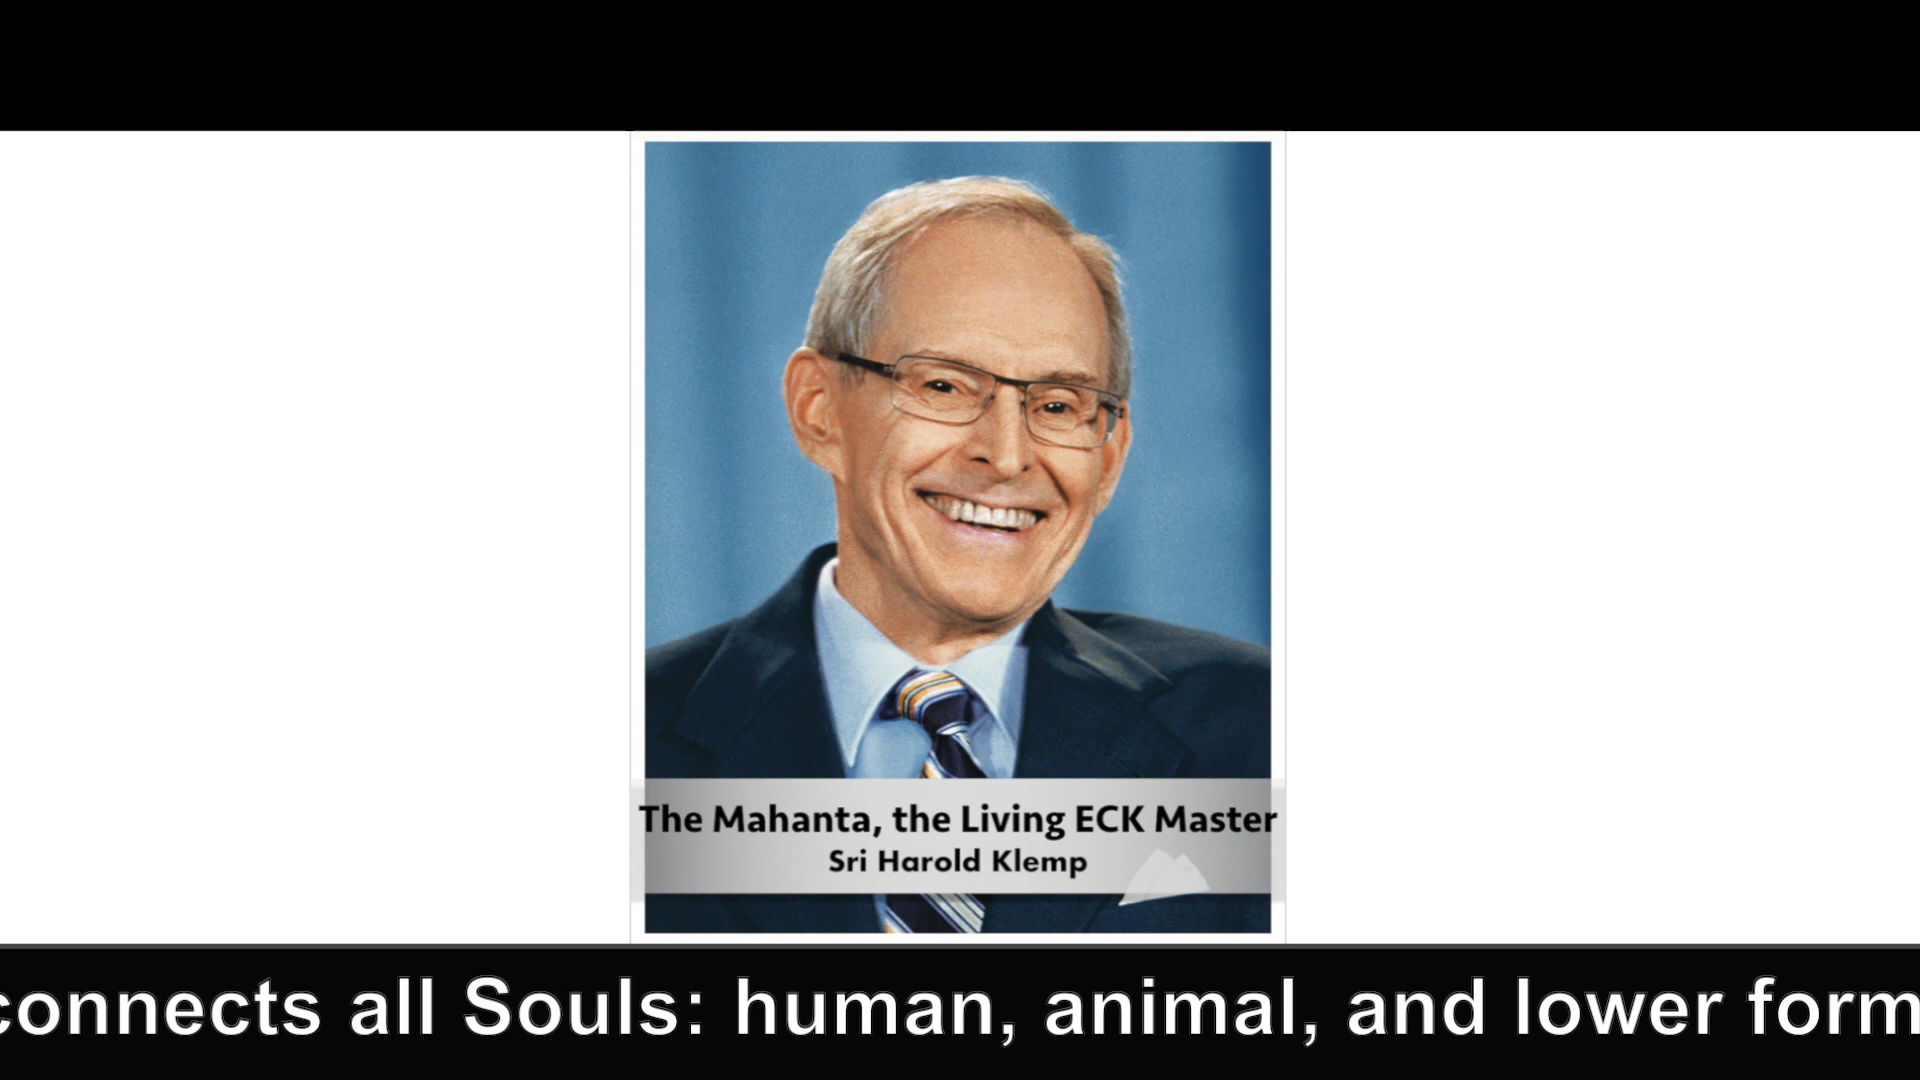 The Mahanta, the Living ECK Master
Sri Harold Klemp
connects all Souls: human, animal, and lower form